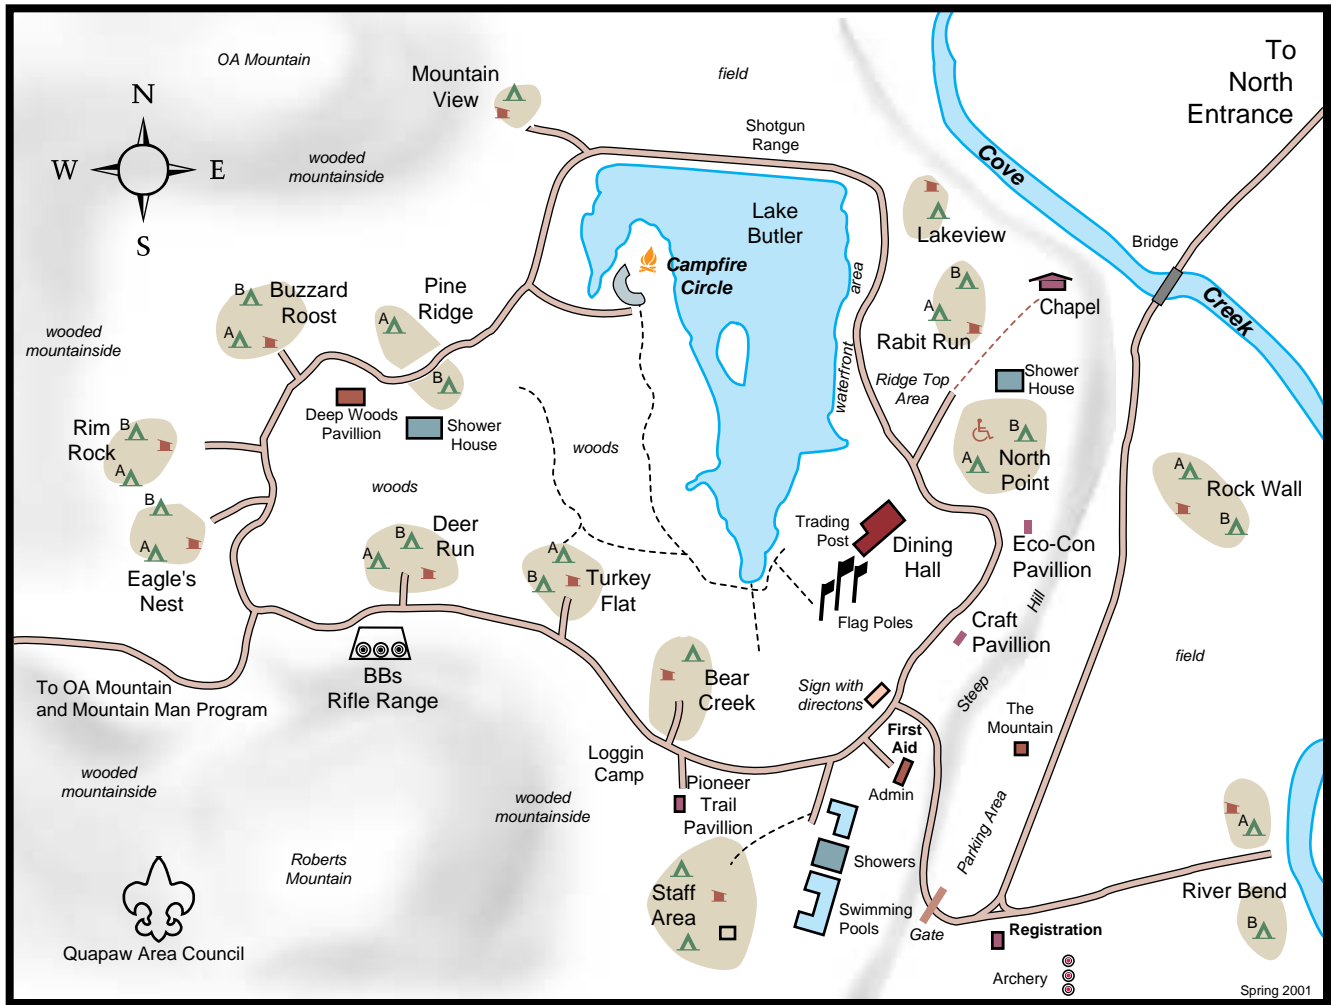 OA Mountain
Mountain
View
field
To
North
Entrance
N
W
E
S
wooded
mountainside
Shotgun
Range
Cove
Lake
Butler
Lakeview
Bridge
Campfire
Circle
area
B
Chapel
Creek
B
Buzzard
Roost
A
Pine
Ridge
A
A
Rabit Run
wooded
mountainside
waterfront
Ridge Top
Area
Shower
House
B
Deep Woods
Pavillion
Shower
House
Rim
Rock
B
A
woods
B
A
North
Point
A
Rock Wall
B
woods
B
A
Eagle's
Nest
Deer
Run
B
A
Trading
Post
Dining
Hall
Eco-Con
Pavillion
A
B
Turkey
Flat
Flag Poles
Hill
Craft
Pavillion
field
BBs
Rifle Range
To OA Mountain
and Mountain Man Program
Bear
Creek
Sign with
directons
Steep
The
Mountain
First
Aid
Loggin
Camp
wooded
mountainside
wooded
mountainside
Pioneer
Trail
Pavillion
Admin
Parking Area
A
Roberts
Mountain
Showers
Staff
Area
River Bend
Swimming
Pools
Gate
Registration
B
Quapaw Area Council
Archery
Spring 2001